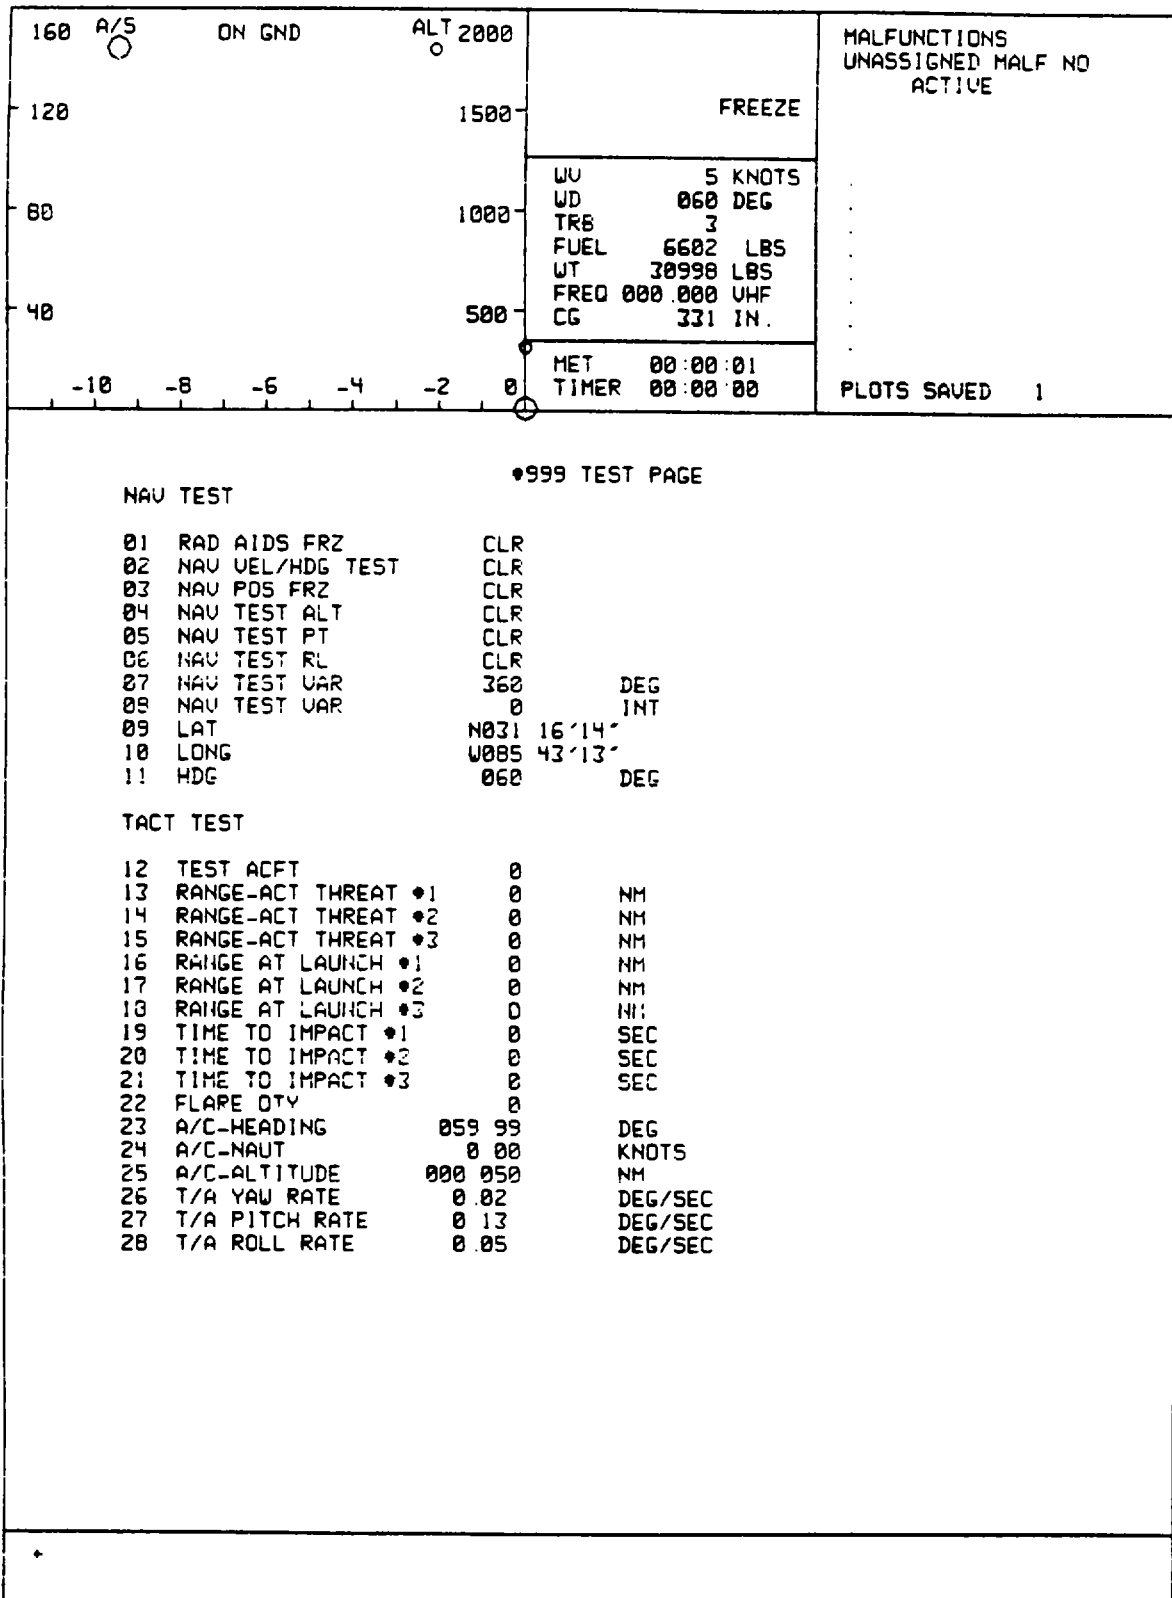 160 A/S ON GND ALT 2000
120 1500
80 1000
40 500
-10 -8 -6 -4 -2 0
FREEZE
WV 5 KNOTS
WD 060 DEG
TRB 3
FUEL 6602 LBS
WT 30998 LBS
FREQ 000.000 VHF
CG 331 IN.
MET 00:00:01
TIMER 00:00:00
MALFUNCTIONS
UNASSIGNED MALF NO
ACTIVE
PLOTS SAVED 1
#999 TEST PAGE
NAV TEST
01 RAD AIDS FRZ CLR
02 NAV VEL/HDG TEST CLR
03 NAV POS FRZ CLR
04 NAV TEST ALT CLR
05 NAV TEST PT CLR
06 NAV TEST RL CLR
07 NAV TEST VAR 360 DEG
08 NAV TEST VAR 0 INT
09 LAT N031 16'14"
10 LONG W085 43'13"
11 HDG 060 DEG
TACT TEST
12 TEST ACFT 0
13 RANGE-ACT THREAT #1 0 NM
14 RANGE-ACT THREAT #2 0 NM
15 RANGE-ACT THREAT #3 0 NM
16 RANGE AT LAUNCH #1 0 NM
17 RANGE AT LAUNCH #2 0 NM
18 RANGE AT LAUNCH #3 0 NM
19 TIME TO IMPACT #1 0 SEC
20 TIME TO IMPACT #2 0 SEC
21 TIME TO IMPACT #3 0 SEC
22 FLARE QTY 0
23 A/C-HEADING 059 99 DEG
24 A/C-NAUT 0 00 KNOTS
25 A/C-ALTITUDE 000 050 NM
26 T/A YAW RATE 0.02 DEG/SEC
27 T/A PITCH RATE 0 13 DEG/SEC
28 T/A ROLL RATE 0.05 DEG/SEC